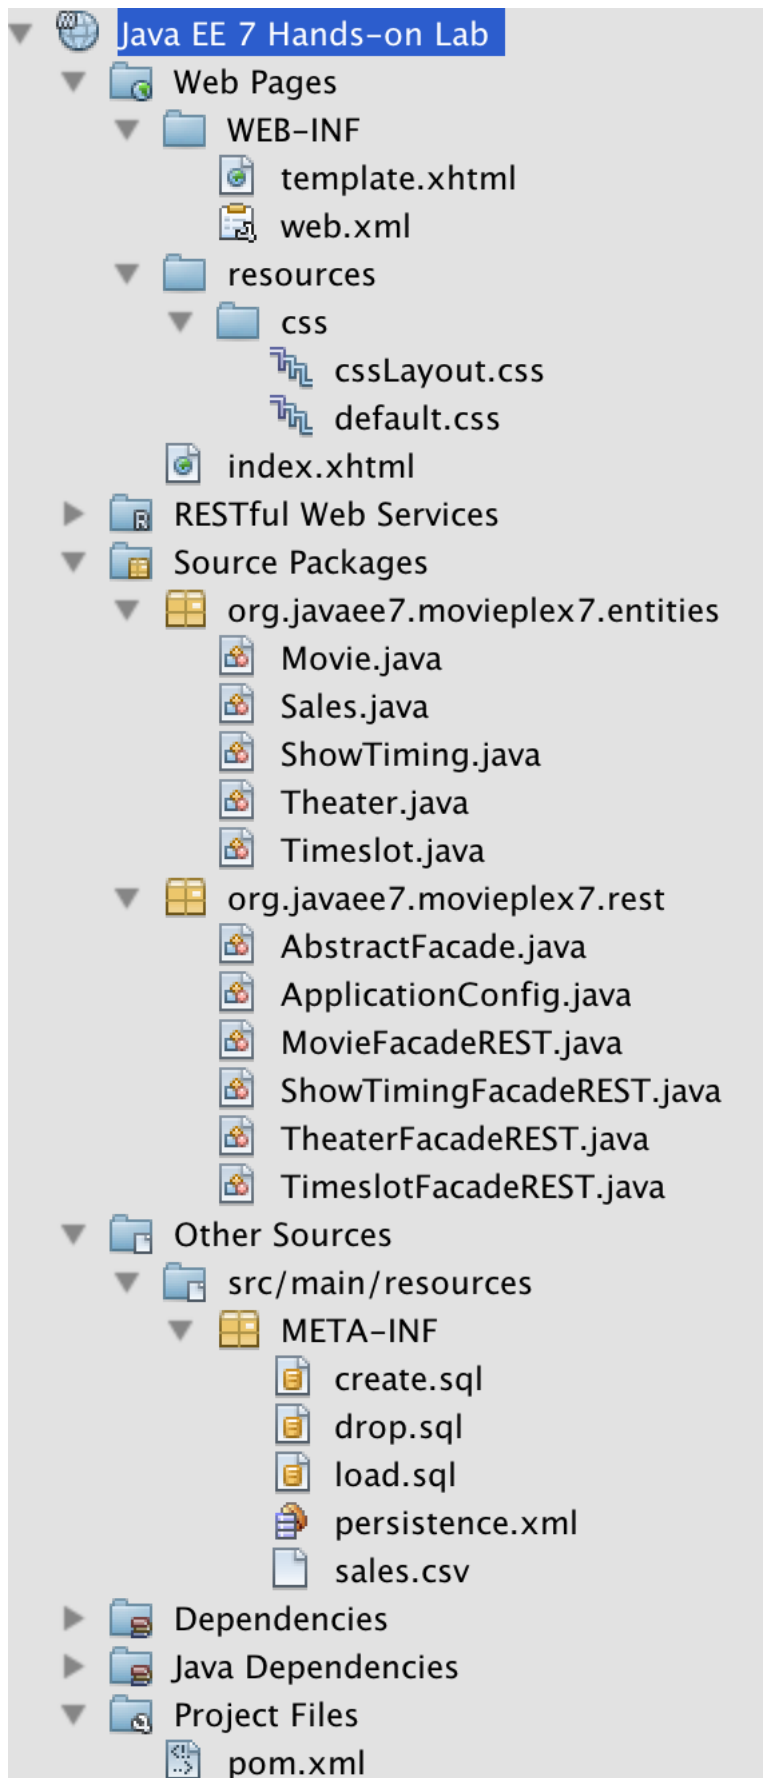 Java EE 7 Hands-on Lab
Web Pages
WEB-INF
template.xhtml
web.xml
resources
css
cssLayout.css
default.css
index.xhtml
RESTful Web Services
Source Packages
org.javaee7.movieplex7.entities
Movie.java
Sales.java
ShowTiming.java
Theater.java
Timeslot.java
org.javaee7.movieplex7.rest
AbstractFacade.java
ApplicationConfig.java
MovieFacadeREST.java
ShowTimingFacadeREST.java
TheaterFacadeREST.java
TimeslotFacadeREST.java
Other Sources
src/main/resources
META-INF
create.sql
drop.sql
load.sql
persistence.xml
sales.csv
Dependencies
Java Dependencies
Project Files
pom.xml